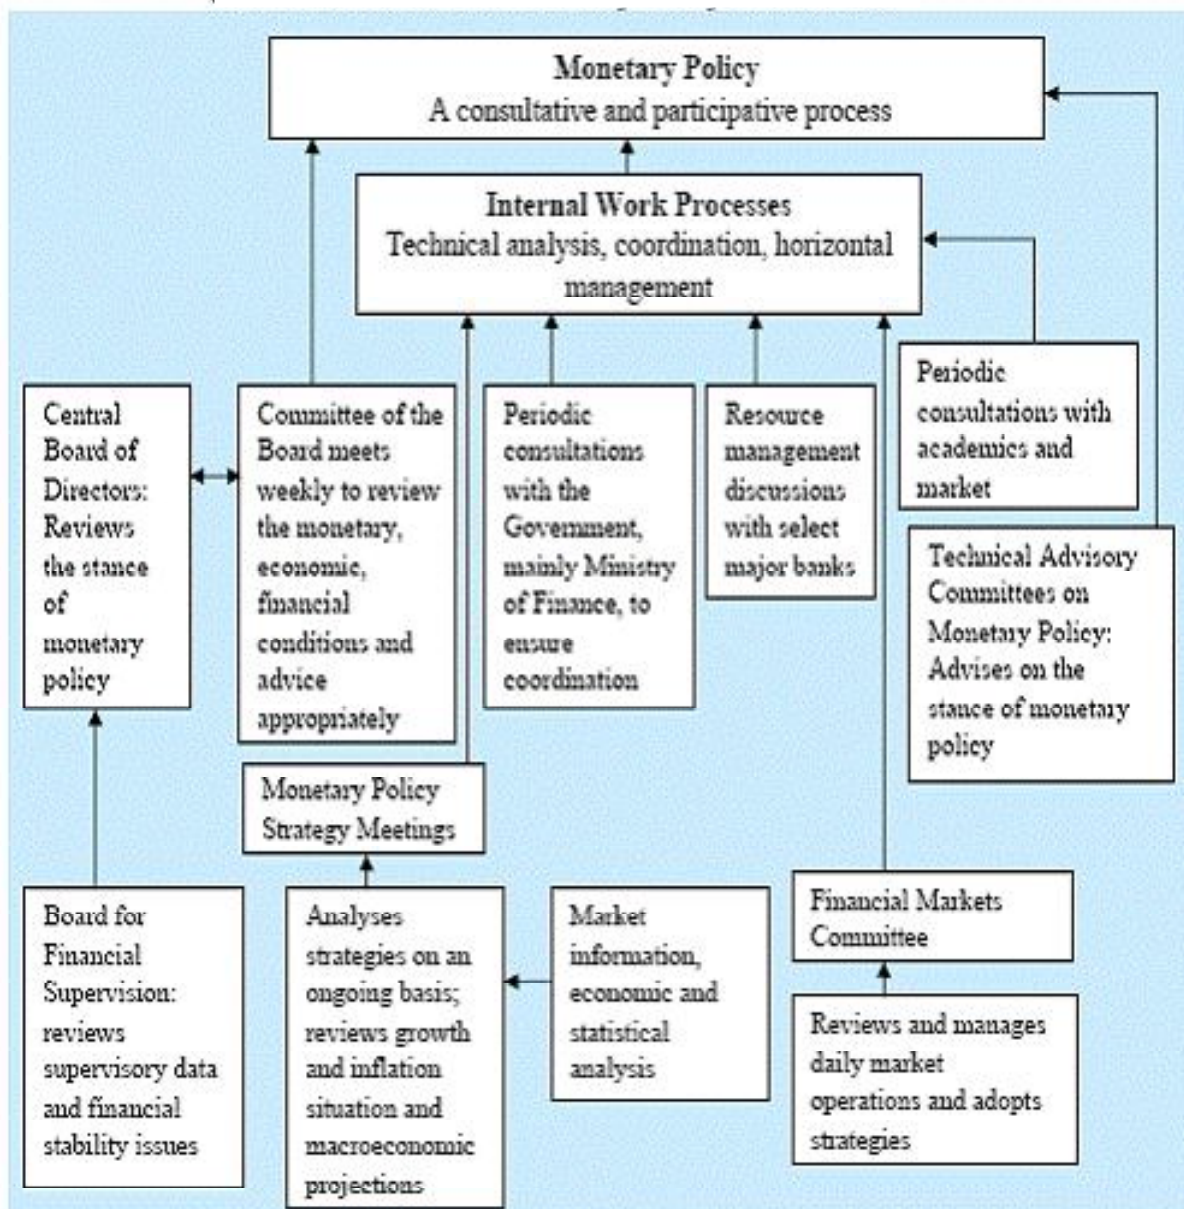 Monetary Policy
A consultative and participative process
Internal Work Processes
Technical analysis, coordination, horizontal
management
Central
Board of
Directors:
Reviews
the stance
of
monetary
policy
Committee of the
Board meets
weekly to review
the monetary,
economic,
financial
conditions and
advice
appropriately
Periodic
consultations
with the
Government,
mainly Ministry
of Finance, to
ensure
coordination
Resource
management
discussions
with select
major banks
Periodic
consultations with
academics and
market
Technical Advisory
Committees on
Monetary Policy:
Advises on the
stance of monetary
policy
Monetary Policy
Strategy Meetings
Board for
Financial
Supervision:
reviews
supervisory data
and financial
stability issues
Analyses
strategies on an
ongoing basis;
reviews growth
and inflation
situation and
macroeconomic
projections
Market
information,
economic and
statistical
analysis
Financial Markets
Committee
Reviews and manages
daily market
operations and adopts
strategies